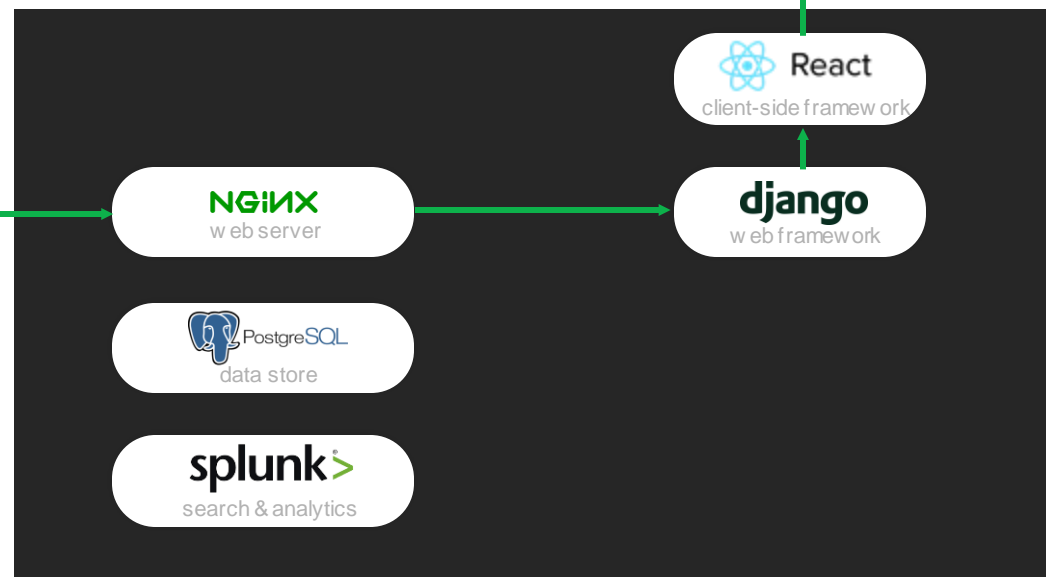 React
client-side framework
NGINX
web server
django
web framework
PostgreSQL
data store
splunk>
search & analytics